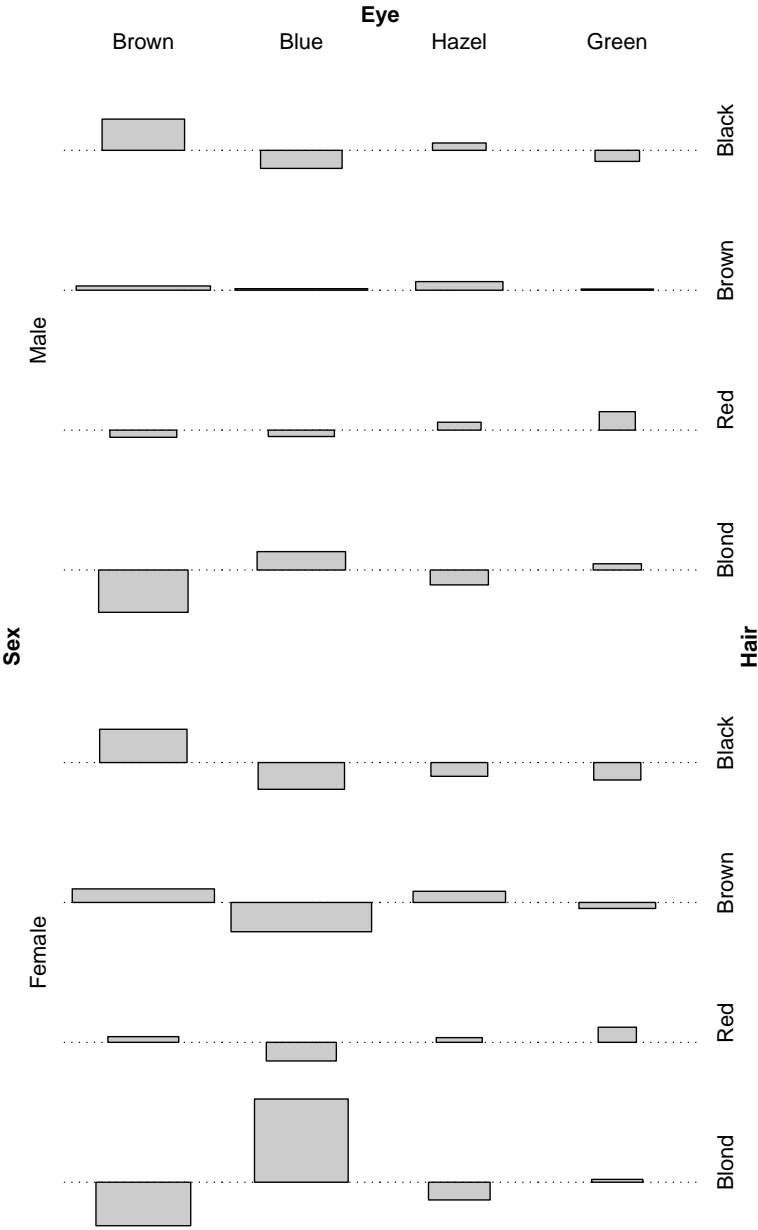 Eye
Brown Blue Hazel Green
Black
Brown
Male
Red
Blond
Sex
Hair
Black
Brown
Female
Red
Blond